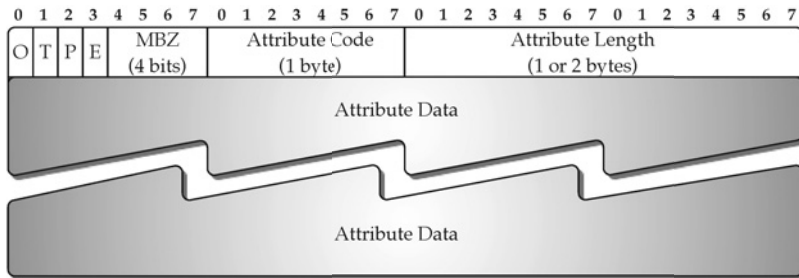 0 1 2 3 4 5 6 7 0 1 2 3 4 5 6 7 0 1 2 3 4 5 6 7 0 1 2 3 4 5 6 7
O T P E MBZ Attribute Code Attribute Length
(4 bits) (1 byte) (1 or 2 bytes)
Attribute Data
Attribute Data